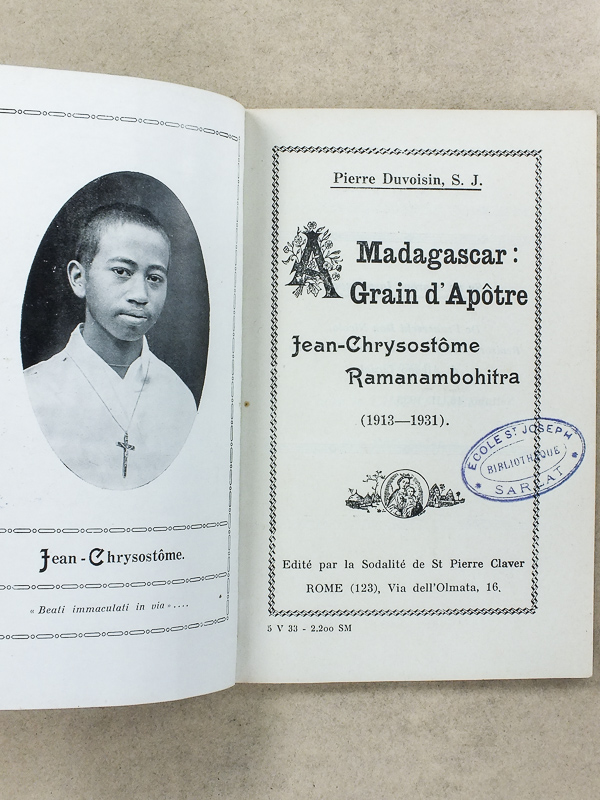 Jean-Chrysostôme.
« Beati immaculati in via » ....
Pierre Duvoisin, S. J.
A Madagascar :
Grain d'Apôtre
Jean-Chrysostôme
Ramanambohitra
(1913—1931).
ECOLE St JOSEPH
BIBLIOTHEQUE
SARLAT
Edité par la Sodalité de St Pierre Claver
ROME (123), Via dell'Olmata, 16.
5 V 33 - 2.2oo SM